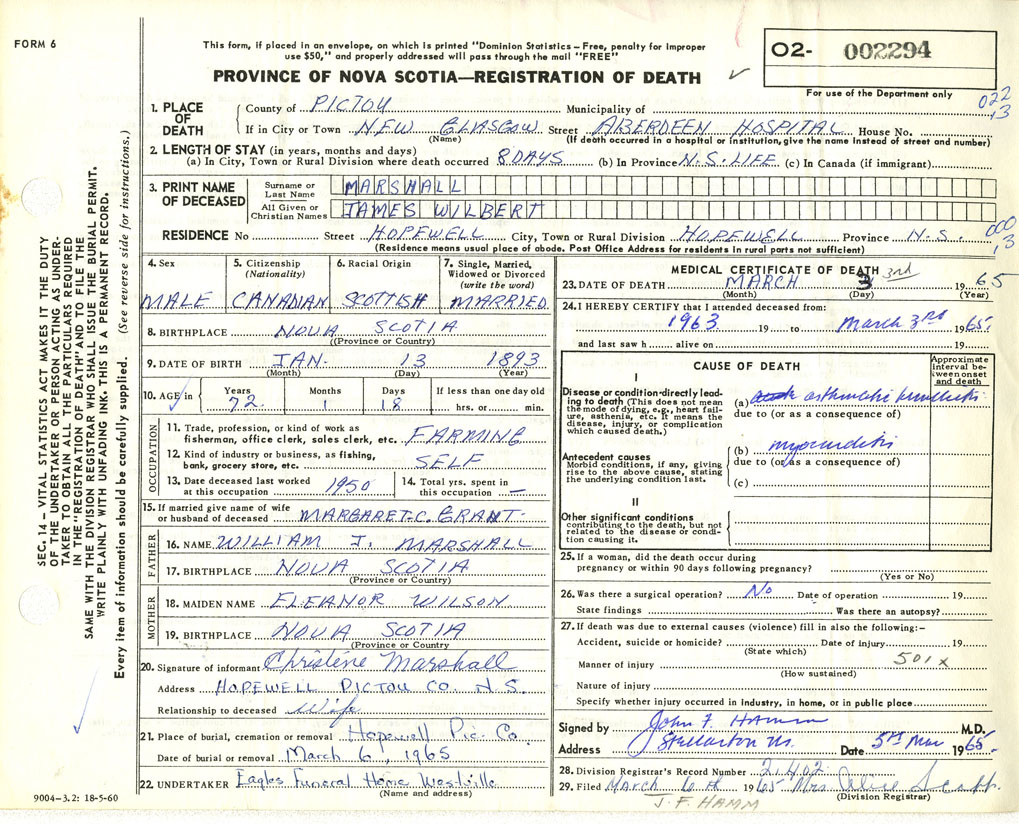 FORM 6
This form, if placed in an envelope, on which is printed "Dominion Statistics – Free, penalty for improper
use $50," and properly addressed will pass through the mail "FREE"
PROVINCE OF NOVA SCOTIA—REGISTRATION OF DEATH
O2- 002294
For use of the Department only
022
13
SEC. 14 – VITAL STATISTICS ACT MAKES IT THE DUTY
OF THE UNDERTAKER OR PERSON ACTING AS UNDER-
TAKER TO OBTAIN ALL THE PARTICULARS REQUIRED
IN THE "REGISTRATION OF DEATH" AND TO FILE THE
SAME WITH THE DIVISION REGISTRAR WHO SHALL ISSUE THE BURIAL PERMIT.
WRITE PLAINLY WITH UNFADING INK. THIS IS A PERMANENT RECORD.
Every item of information should be carefully supplied. (See reverse side for instructions.)
1. PLACE OF DEATH
County of PICTOU Municipality of
If in City or Town NEW GLASGOW Street ABERDEEN HOSPITAL House No.
(Name) (If death occurred in a hospital or institution, give the name instead of street and number)
2. LENGTH OF STAY (in years, months and days)
(a) In City, Town or Rural Division where death occurred 8 DAYS (b) In Province N.S. LIFE (c) In Canada (if immigrant)
3. PRINT NAME OF DECEASED
Surname or Last Name MARSHALL
All Given or Christian Names JAMES WILBERT
RESIDENCE No Street HOPEWELL City, Town or Rural Division HOPEWELL Province N.S.
000
13
(Residence means usual place of abode. Post Office Address for residents in rural parts not sufficient)
4. Sex 5. Citizenship (Nationality) 6. Racial Origin 7. Single, Married, Widowed or Divorced (write the word)
MALE CANADIAN SCOTTISH MARRIED
8. BIRTHPLACE NOVA SCOTIA
(Province or Country)
9. DATE OF BIRTH JAN. 13 1893
(Month) (Day) (Year)
10. AGE in Years Months Days If less than one day old
72 1 18 hrs. or min.
OCCUPATION
11. Trade, profession, or kind of work as
fisherman, office clerk, sales clerk, etc. FARMING
12. Kind of industry or business, as fishing,
bank, grocery store, etc. SELF
13. Date deceased last worked at this occupation 1950 14. Total yrs. spent in this occupation —
15. If married give name of wife
or husband of deceased MARGARET. C. GRANT
FATHER
16. NAME WILLIAM J. MARSHALL
17. BIRTHPLACE NOVA SCOTIA
(Province or Country)
MOTHER
18. MAIDEN NAME ELEANOR WILSON
19. BIRTHPLACE NOVA SCOTIA
(Province or Country)
20. Signature of informant Christene Marshall
Address HOPEWELL PICTOU CO. N.S.
Relationship to deceased Wife
21. Place of burial, cremation or removal Hopewell Pic. Co.
Date of burial or removal March 6, 1965
22. UNDERTAKER Eagles Funeral Home Westville
(Name and address)
9004–3.2: 18-5-60
MEDICAL CERTIFICATE OF DEATH
23. DATE OF DEATH MARCH 3 3rd 1965
(Month) (Day) (Year)
24. I HEREBY CERTIFY that I attended deceased from:
1963 19 to March 3rd 1965.
and last saw h alive on 19
CAUSE OF DEATH
Approximate interval between onset and death
I
Disease or condition directly lead-
ing to death (This does not mean
the mode of dying, e.g., heart fail-
ure, asthenia, etc. It means the
disease, injury, or complication
which caused death.)
(a) asthmatic bronchitis
due to (or as a consequence of)
Antecedent causes
Morbid conditions, if any, giving
rise to the above cause, stating
the underlying condition last.
(b) myocarditis
due to (or as a consequence of)
(c)
II
Other significant conditions
contributing to the death, but not
related to the disease or condi-
tion causing it.
25. If a woman, did the death occur during
pregnancy or within 90 days following pregnancy?
(Yes or No)
26. Was there a surgical operation? No Date of operation 19
State findings Was there an autopsy?
27. If death was due to external causes (violence) fill in also the following:–
Accident, suicide or homicide? Date of injury 19
(State which)
Manner of injury 501x
(How sustained)
Nature of injury
Specify whether injury occurred in industry, in home, or in public place
Signed by John F. Hamm M.D.
Address Stellarton N.S. Date 5th Mar 1965
28. Division Registrar's Record Number 2,402
29. Filed March 6th 1965 Mrs Alice Scott
(Division Registrar)
J. F. HAMM